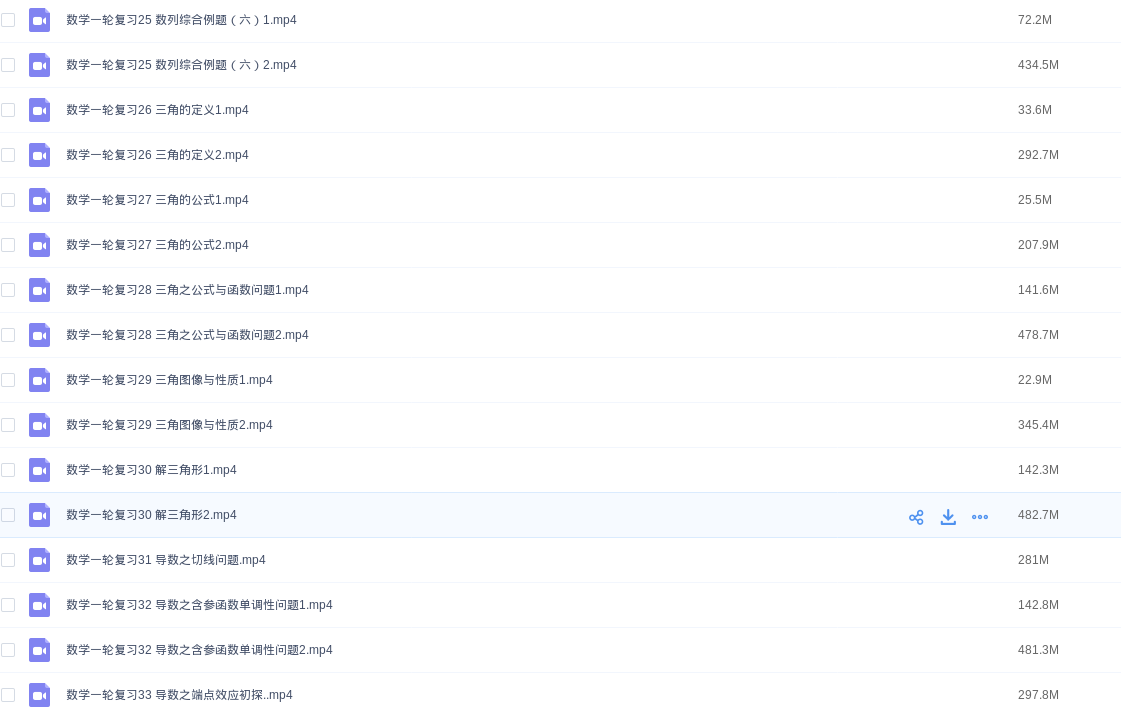 数学一轮复习25 数列综合例题（六）1.mp4 72.2M
数学一轮复习25 数列综合例题（六）2.mp4 434.5M
数学一轮复习26 三角的定义1.mp4 33.6M
数学一轮复习26 三角的定义2.mp4 292.7M
数学一轮复习27 三角的公式1.mp4 25.5M
数学一轮复习27 三角的公式2.mp4 207.9M
数学一轮复习28 三角之公式与函数问题1.mp4 141.6M
数学一轮复习28 三角之公式与函数问题2.mp4 478.7M
数学一轮复习29 三角图像与性质1.mp4 22.9M
数学一轮复习29 三角图像与性质2.mp4 345.4M
数学一轮复习30 解三角形1.mp4 142.3M
数学一轮复习30 解三角形2.mp4 482.7M
数学一轮复习31 导数之切线问题.mp4 281M
数学一轮复习32 导数之含参函数单调性问题1.mp4 142.8M
数学一轮复习32 导数之含参函数单调性问题2.mp4 481.3M
数学一轮复习33 导数之端点效应初探..mp4 297.8M